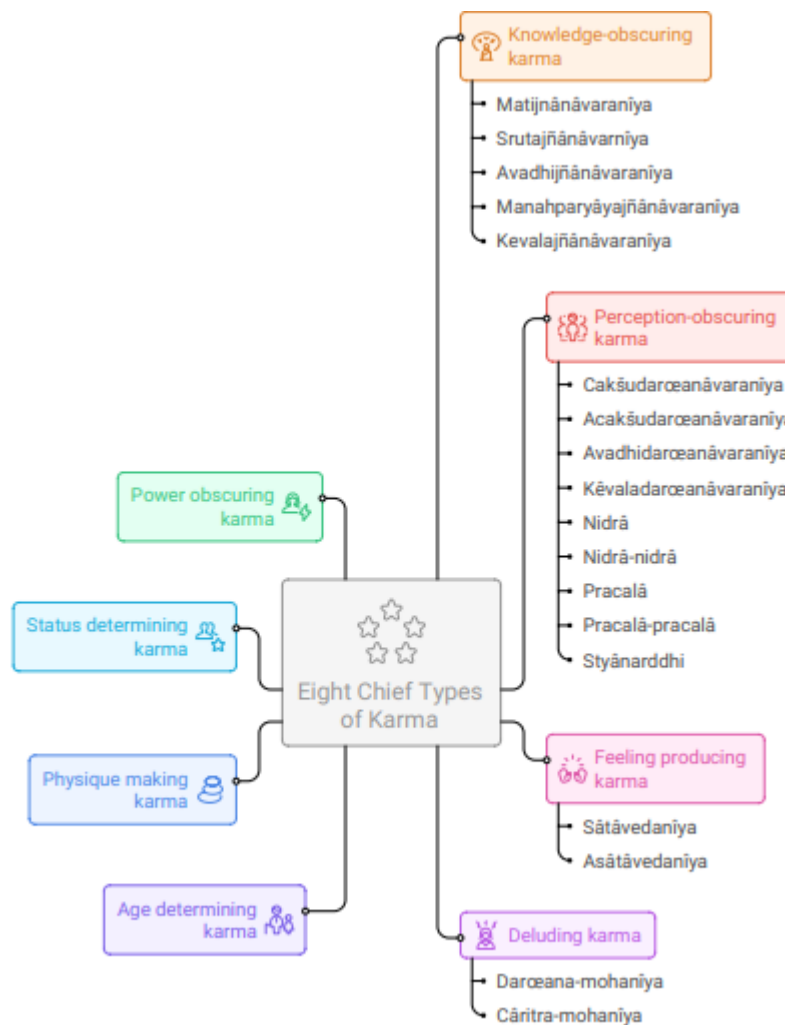 Knowledge-obscuring
karma
Matijnânâvaranîya
Srutajñânâvarnîya
Avadhijñânâvaranîya
Manahparyâyajñânâvaranîya
Kevalajñânâvaranîya
Perception-obscuring
karma
Cakšudarœanâvaranîya
Acakšudarœanâvaranîya
Avadhidarœanâvaranîya
Kêvaladarœanâvaranîya
Nidrâ
Nidrâ-nidrâ
Pracalâ
Pracalâ-pracalâ
Styânarddhi
Power obscuring
karma
Status determining
karma
Eight Chief Types
of Karma
Physique making
karma
Feeling producing
karma
Sâtâvedanîya
Asâtâvedanîya
Age determining
karma
Deluding karma
Darœana-mohanîya
Câritra-mohanîya